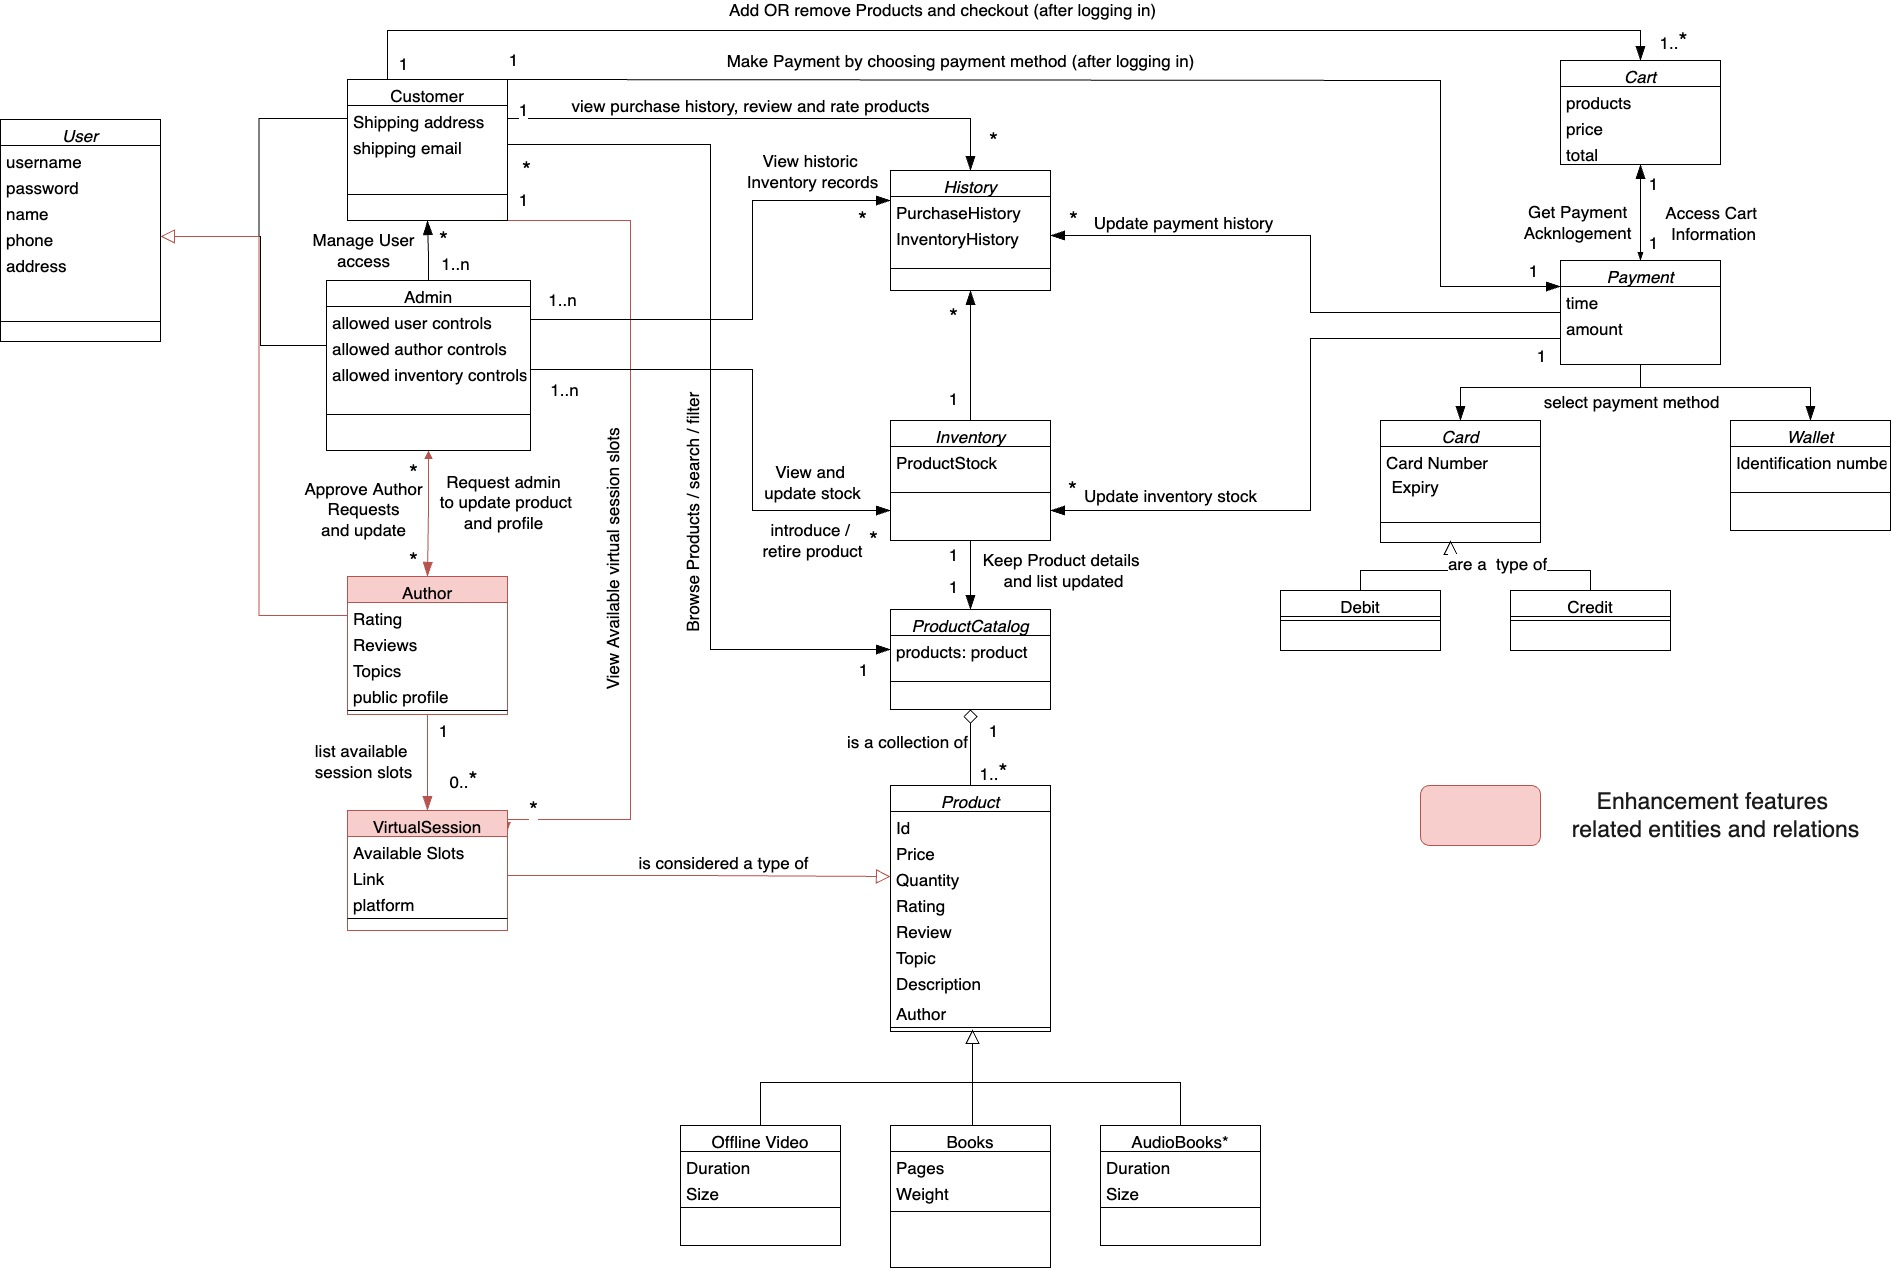 Add OR remove Products and checkout (after logging in)
1
1..*
1
Make Payment by choosing payment method (after logging in)
Customer
Shipping address
shipping email
1
view purchase history, review and rate products
*
*
1
Cart
products
price
total
User
username
password
name
phone
address
View historic
Inventory records
*
History
PurchaseHistory
InventoryHistory
*
Update payment history
1
Get Payment
Acknlogement
Access Cart
Information
1
Manage User
access
*
1..n
Admin
allowed user controls
allowed author controls
allowed inventory controls
1..n
1..n
1
Payment
time
amount
1
*
1
select payment method
Card
Card Number
Expiry
Wallet
Identification numbe
are a type of
Debit
Credit
Inventory
ProductStock
View and
update stock
introduce /
retire product
*
*
Update inventory stock
Browse Products / search / filter
View Available virtual session slots
*
Approve Author
Requests
and update
Request admin
to update product
and profile
*
1
Keep Product details
and list updated
1
Author
Rating
Reviews
Topics
public profile
ProductCatalog
products: product
1
1
list available
session slots
0..*
is a collection of
1
1..*
*
VirtualSession
Available Slots
Link
platform
is considered a type of
Product
Id
Price
Quantity
Rating
Review
Topic
Description
Author
Enhancement features
related entities and relations
Offline Video
Duration
Size
Books
Pages
Weight
AudioBooks*
Duration
Size